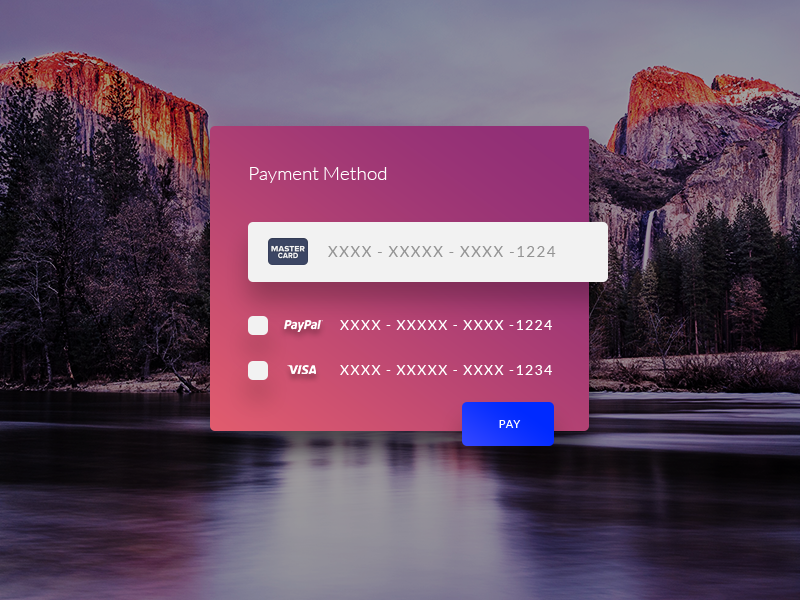 Payment Method
MASTER
CARD
XXXX - XXXXX - XXXX -1224
PayPal XXXX - XXXXX - XXXX -1224
VISA XXXX - XXXXX - XXXX -1234
PAY